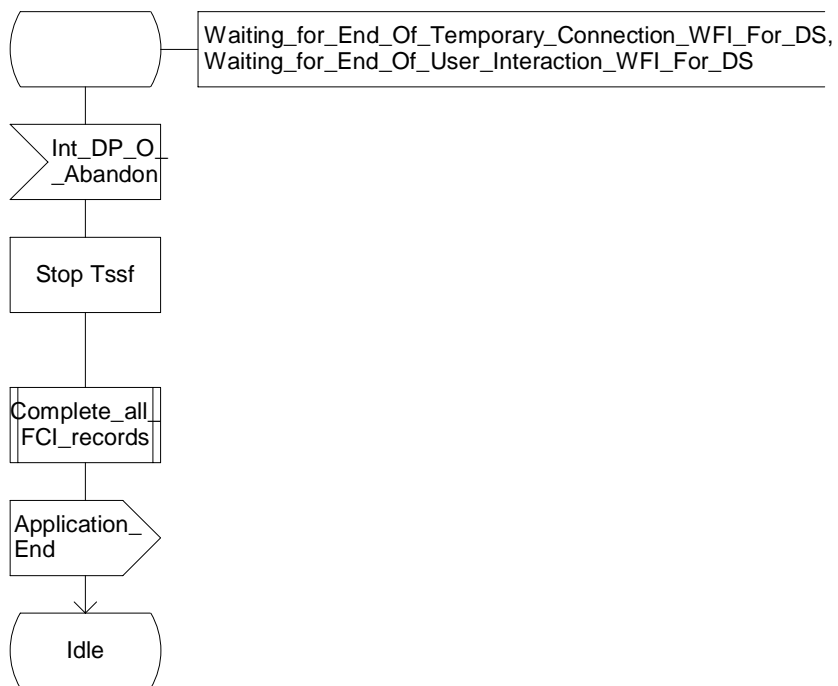 Waiting_for_End_Of_Temporary_Connection_WFI_For_DS,
Waiting_for_End_Of_User_Interaction_WFI_For_DS
Int_DP_O_
_Abandon
Stop Tssf
Complete_all_
FCI_records
Application_
End
Idle